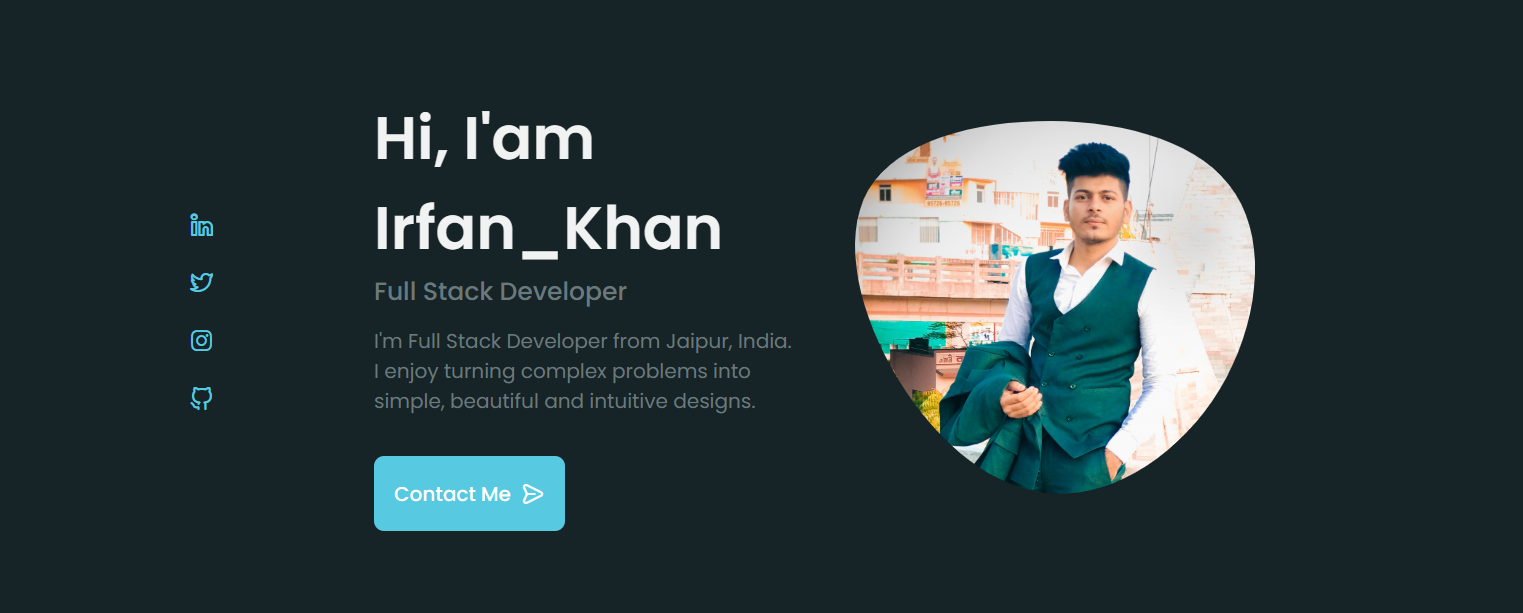 Hi, I'am
Irfan_Khan
Full Stack Developer
I'm Full Stack Developer from Jaipur, India.
I enjoy turning complex problems into
simple, beautiful and intuitive designs.
Contact Me